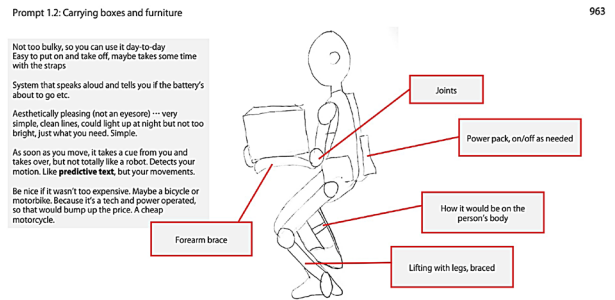 Prompt 1.2: Carrying boxes and furniture
963
Not too bulky, so you can use it day-to-day
Easy to put on and take off, maybe takes some time
with the straps
System that speaks aloud and tells you if the battery's
about to go etc.
Aesthetically pleasing (not an eyesore) ··· very
simple, clean lines, could light up at night but not too
bright, just what you need. Simple.
As soon as you move, it takes a cue from you and
takes over, but not totally like a robot. Detects your
motion. Like predictive text, but your movements.
Be nice if it wasn't too expensive. Maybe a bicycle or
motorbike. Because it's a tech and power operated,
so that would bump up the price. A cheap
motorcycle.
Joints
Power pack, on/off as needed
How it would be on the
person's body
Forearm brace
Lifting with legs, braced